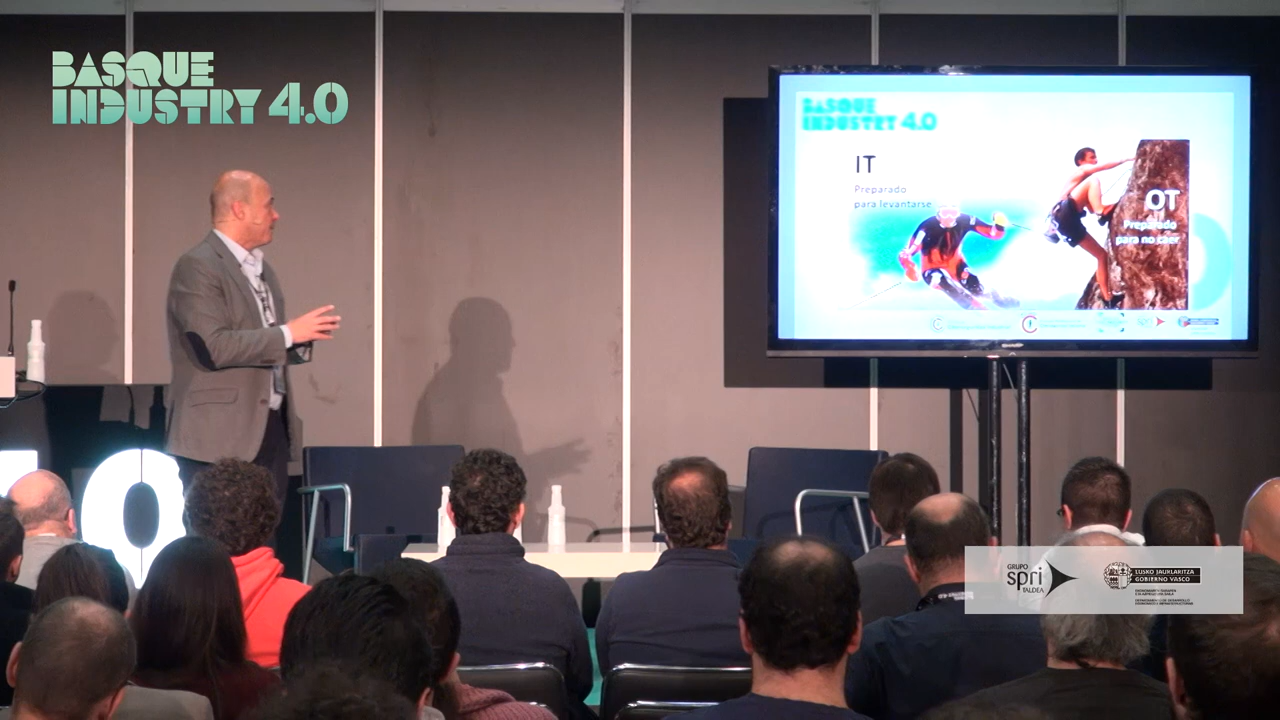 BASQUE
INDUSTRY 4.0
BASQUE
INDUSTRY 4.0
IT
Preparado
para levantarse
OT
Preparado
para no caer
GRUPO
spri
TALDEA
EUSKO JAURLARITZA
GOBIERNO VASCO